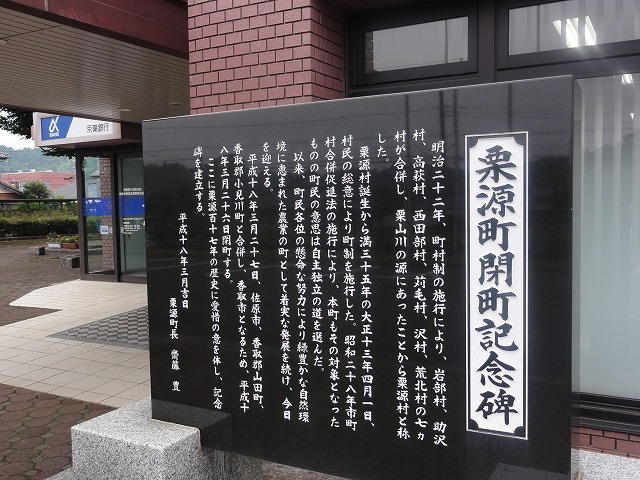 栗源町閉町記念碑
明治二十二年、町村制の施行により、岩部村、助沢
村、高萩村、西田部村、苅毛村、沢村、荒北村の七ヵ
村が合併し、栗山川の源にあったことから栗源村と称
した。
栗源村誕生から満三十五年の大正十三年四月一日、
村民の総意により町制を施行した。昭和二十八年市町
村合併促進法の施行により、本町もその対象となった
ものの町民の意思は自主独立の道を選んだ。
以来、町民各位の懸命な努力により緑豊かな自然環
境に恵まれた農業の町として着実な発展を続け、今日
を迎える。
平成十八年三月二十七日、佐原市、香取郡山田町、
香取郡小見川町と合併し、香取市となるため、平成十
八年三月二十六日閉町する。
ここに栗源百十七年の歴史に愛惜の意を体し、記念
碑を建立する。
平成十八年三月吉日
栗源町長 齋藤 豊
BANK
京葉銀行